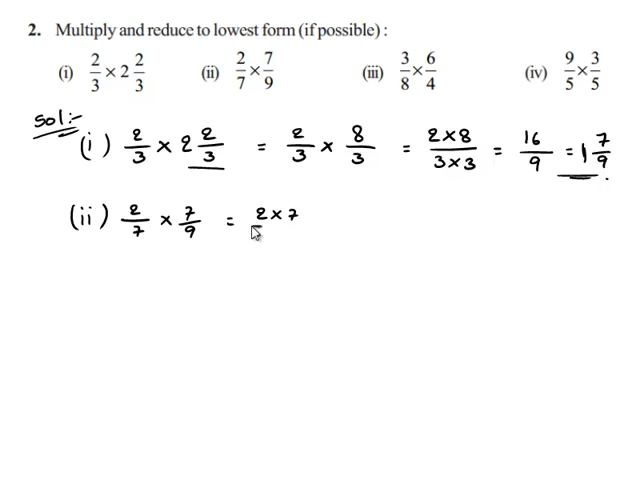 2. Multiply and reduce to lowest form (if possible) :
(i) 2/3 × 2 2/3 (ii) 2/7 × 7/9 (iii) 3/8 × 6/4 (iv) 9/5 × 3/5
Sol:-
(i) 2/3 × 2 2/3 = 2/3 × 8/3 = 2×8/3×3 = 16/9 = 1 7/9.
(ii) 2/7 × 7/9 = 2×7